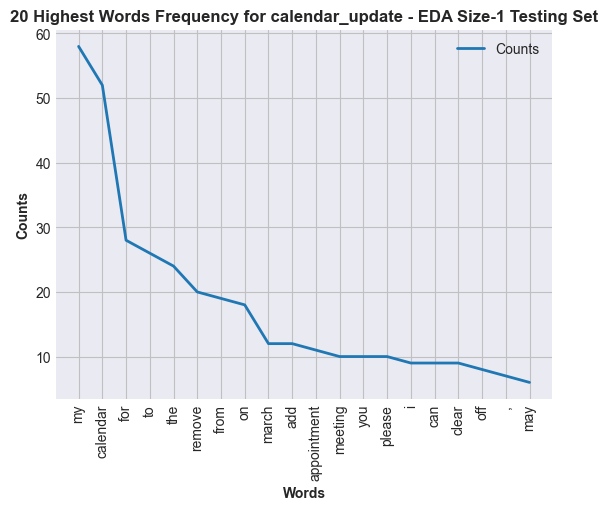 20 Highest Words Frequency for calendar_update - EDA Size-1 Testing Set
Counts
60
50
40
30
20
10
Counts
my
calendar
for
to
the
remove
from
on
march
add
appointment
meeting
you
please
i
can
clear
off
,
may
Words